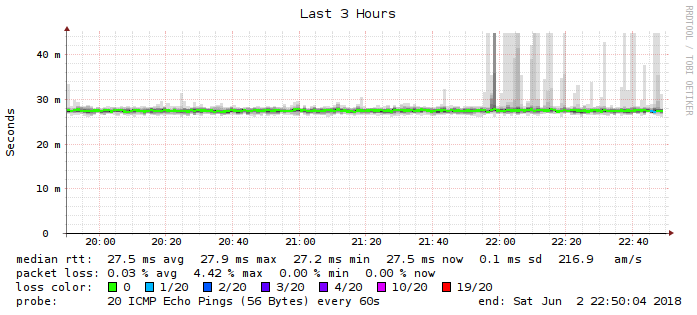 Last 3 Hours
RRDTOOL / TOBI OETIKER
Seconds
40 m
30 m
20 m
10 m
0
20:00 20:20 20:40 21:00 21:20 21:40 22:00 22:20 22:40
median rtt: 27.5 ms avg 27.9 ms max 27.2 ms min 27.5 ms now 0.1 ms sd 216.9 am/s
packet loss: 0.03 % avg 4.42 % max 0.00 % min 0.00 % now
loss color: 0 1/20 2/20 3/20 4/20 10/20 19/20
probe: 20 ICMP Echo Pings (56 Bytes) every 60s end: Sat Jun 2 22:50:04 2018